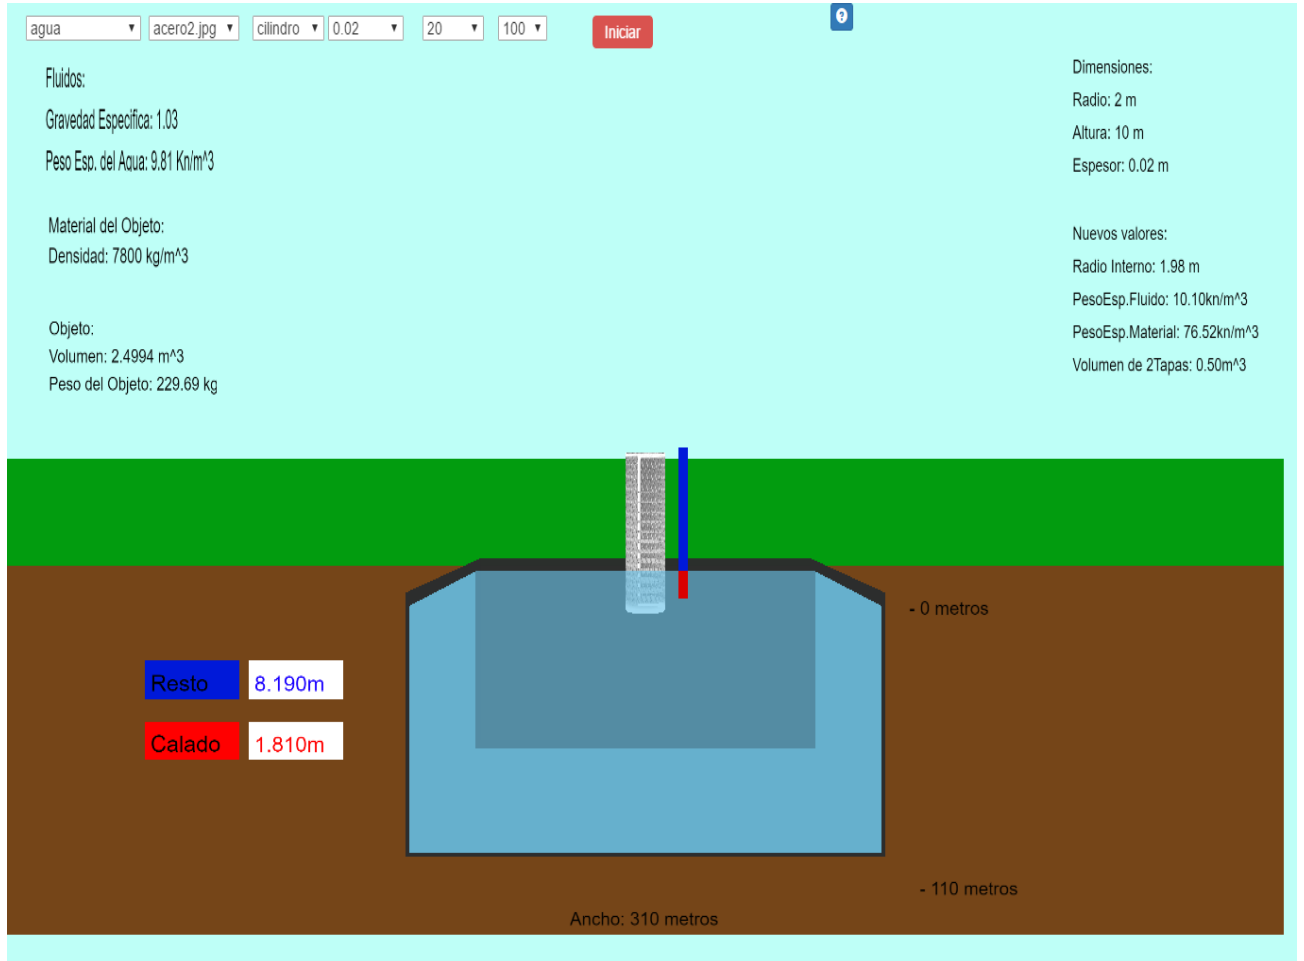 agua acero2.jpg cilindro 0.02 20 100 Iniciar ?
Fluidos:
Gravedad Especifica: 1.03
Peso Esp. del Agua: 9.81 Kn/m^3
Material del Objeto:
Densidad: 7800 kg/m^3
Objeto:
Volumen: 2.4994 m^3
Peso del Objeto: 229.69 kg
Dimensiones:
Radio: 2 m
Altura: 10 m
Espesor: 0.02 m
Nuevos valores:
Radio Interno: 1.98 m
PesoEsp.Fluido: 10.10kn/m^3
PesoEsp.Material: 76.52kn/m^3
Volumen de 2Tapas: 0.50m^3
- 0 metros
Resto 8.190m
Calado 1.810m
- 110 metros
Ancho: 310 metros